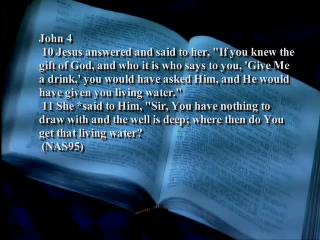 John 4
10 Jesus answered and said to her, "If you knew the
gift of God, and who it is who says to you, 'Give Me
a drink,' you would have asked Him, and He would
have given you living water."
11 She *said to Him, "Sir, You have nothing to
draw with and the well is deep; where then do You
get that living water?
(NAS95)